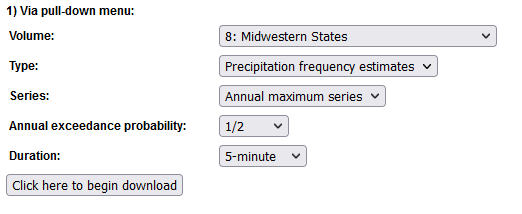 1) Via pull-down menu:
Volume: 8: Midwestern States
Type: Precipitation frequency estimates
Series: Annual maximum series
Annual exceedance probability: 1/2
Duration: 5-minute
Click here to begin download